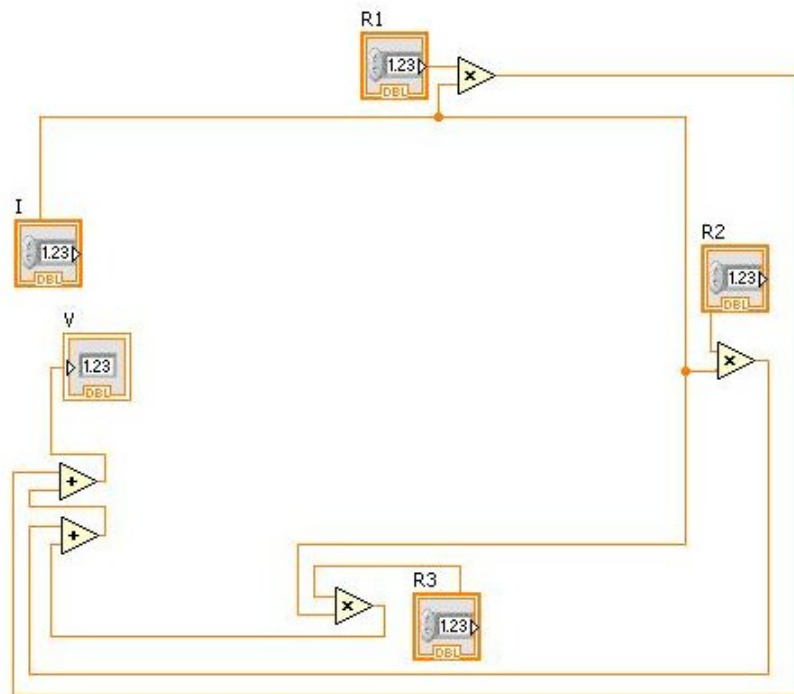 R1
1.23
DBL
×
I
1.23
DBL
R2
1.23
DBL
×
V
1.23
DBL
+
+
×
R3
1.23
DBL